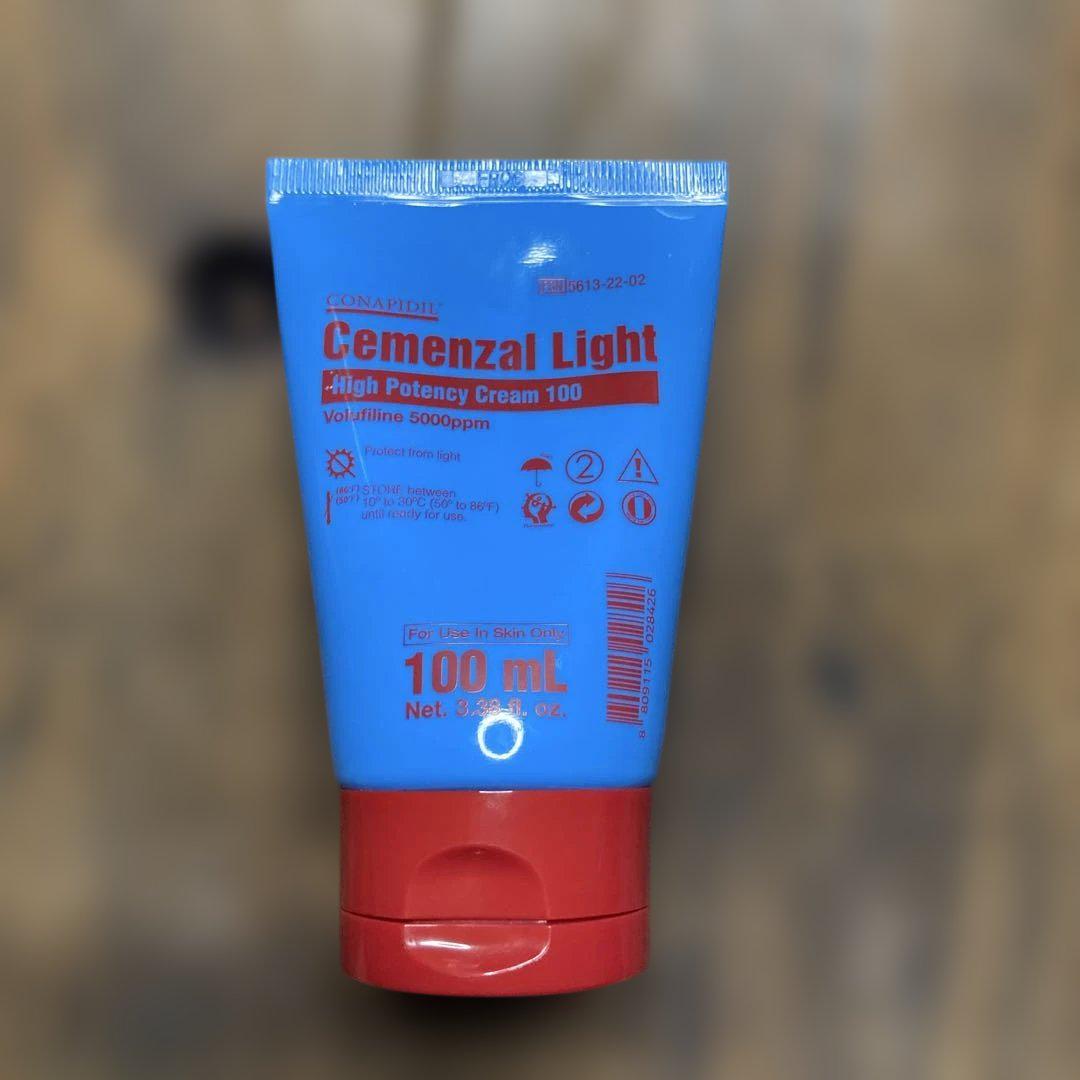 5613-22-02
CONAPIDIL
Cemenzal Light
High Potency Cream 100
Volufiline 5000ppm
Protect from light
(86°F)
(50°F)
STORE between
10° to 30°C (50° to 86°F)
until ready for use.
2
For Use In Skin Only
100 mL
Net. 3.38 fl. oz.
8 809115 028426